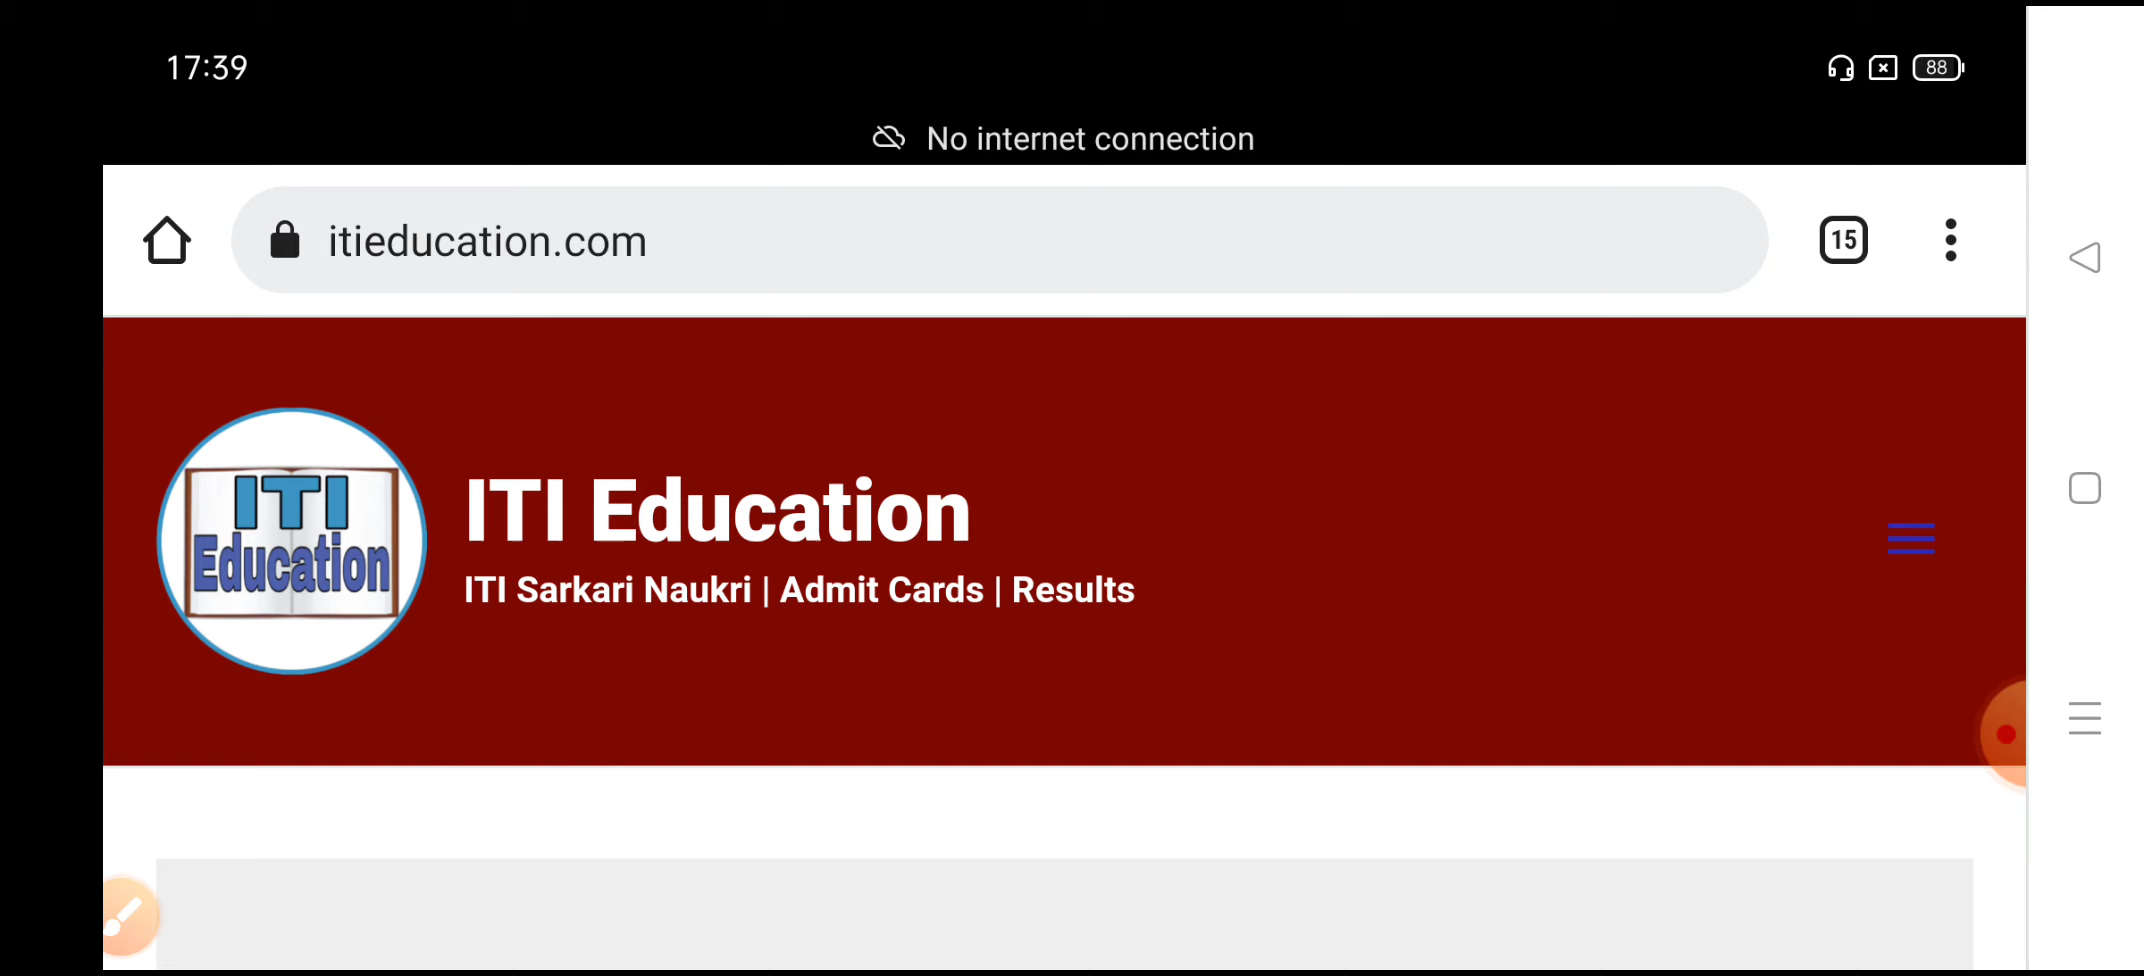 17:39
88
No internet connection
itieducation.com
15
ITI
Education
ITI Education
ITI Sarkari Naukri | Admit Cards | Results